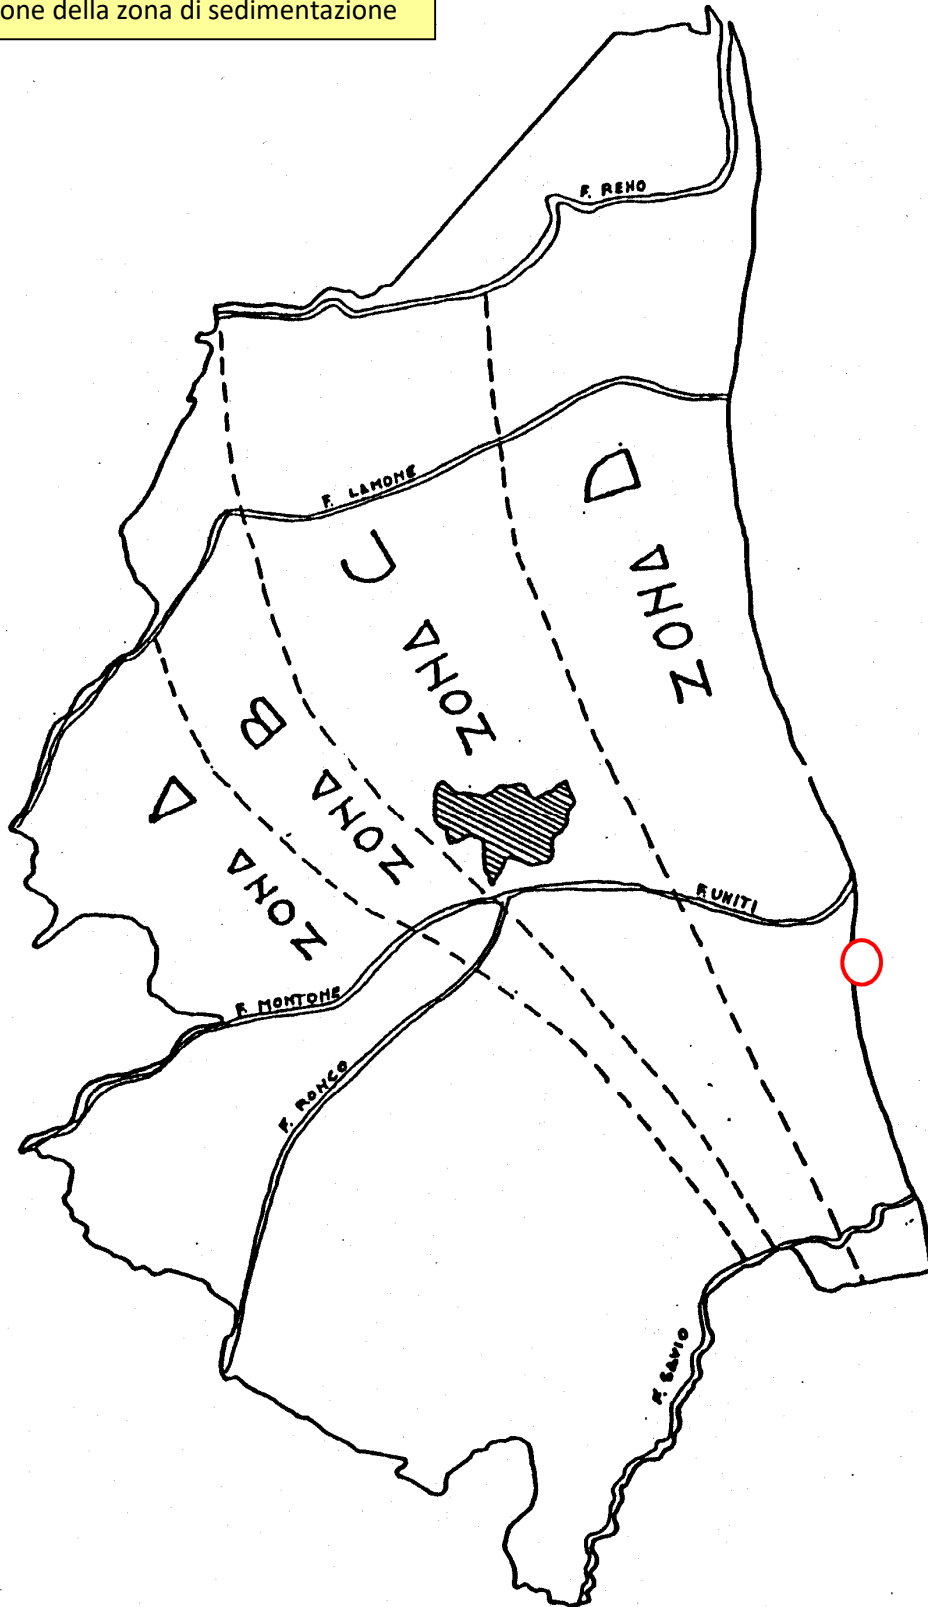 one della zona di sedimentazione
F. RENO
F. LAMONE
ZONA D
ZONA C
ZONA B
ZONA A
F. UNITI
F. MONTONE
F. RONCO
F. SAVIO